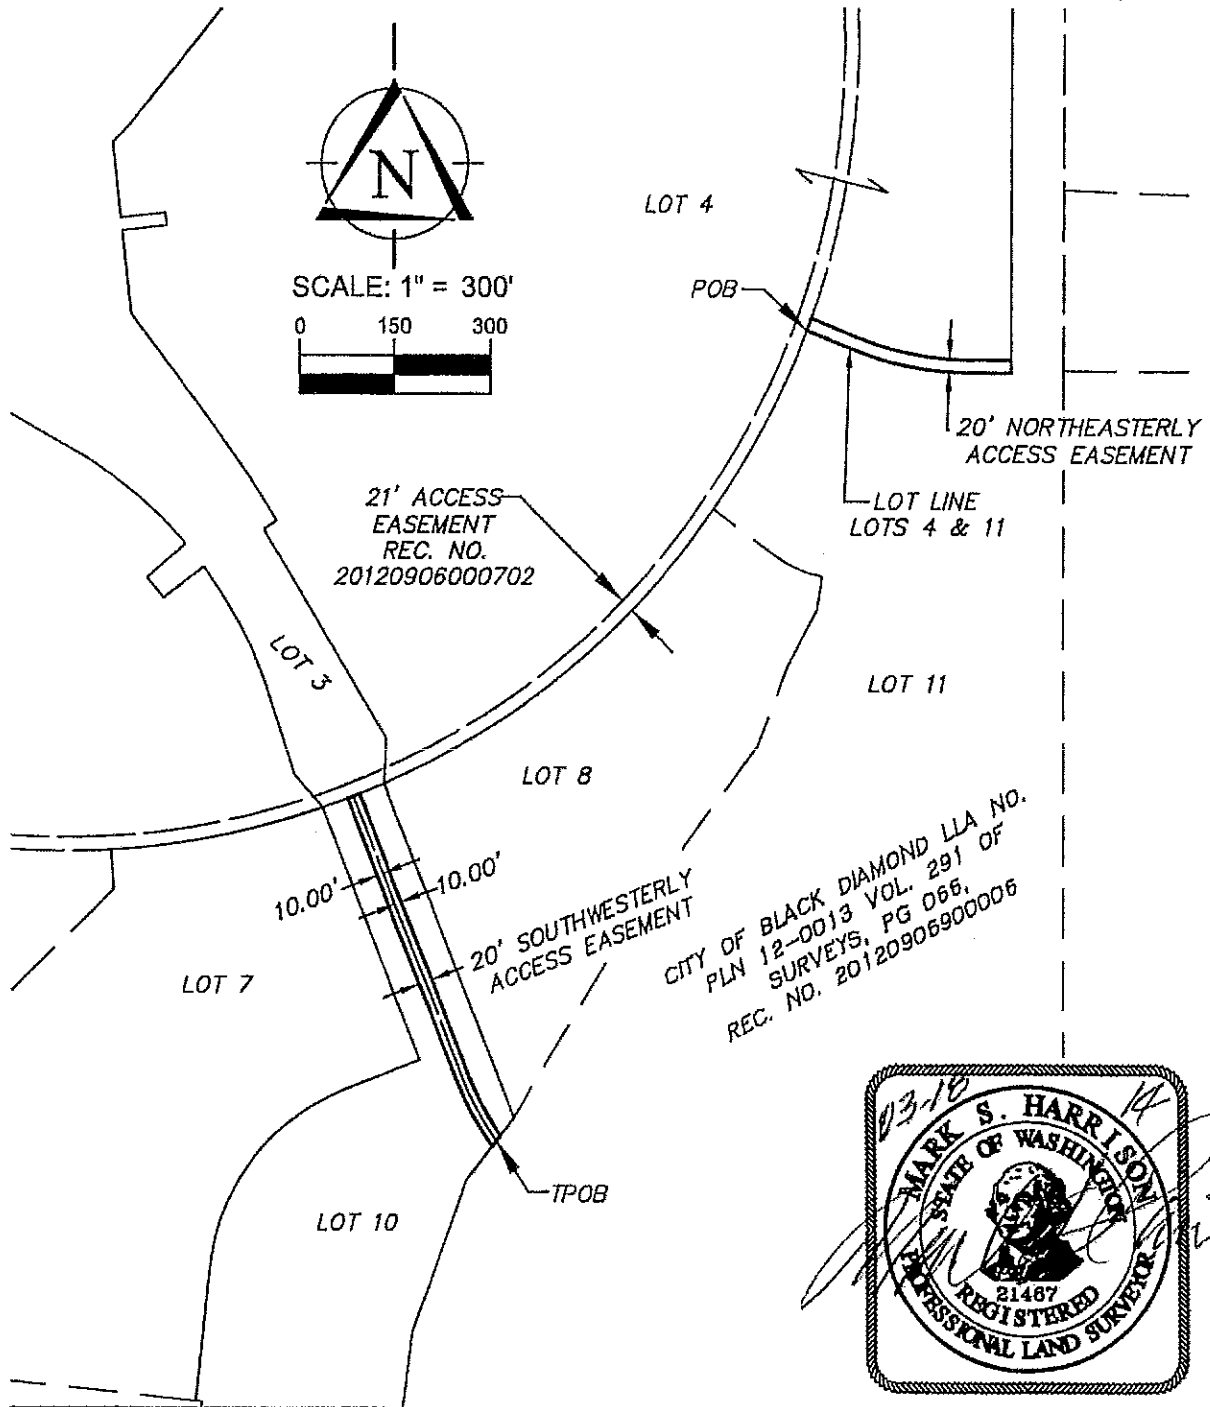 N
SCALE: 1" = 300'
0 150 300
LOT 4
POB
20' NORTHEASTERLY
ACCESS EASEMENT
LOT LINE
LOTS 4 & 11
21' ACCESS
EASEMENT
REC. NO.
20120906000702
LOT 3
LOT 11
LOT 8
10.00'
10.00'
20' SOUTHWESTERLY
ACCESS EASEMENT
CITY OF BLACK DIAMOND LLA NO.
PLN 12-0013 VOL. 291 OF
SURVEYS, PG 066,
REC. NO. 20120906900006
LOT 7
TPOB
LOT 10
03-18
14
MARK S. HARRISON
STATE OF WASHINGTON
21467
REGISTERED
PROFESSIONAL LAND SURVEYOR